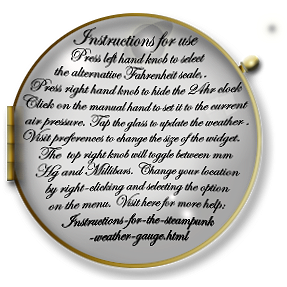 Instructions for use
Press left hand knob to select
the alternative Fahrenheit scale,.
Press right hand knob to hide the 24hr clock
Click on the manual hand to set it to the current
air pressure. Tap the glass to update the weather.
Visit preferences to change the size of the widget.
The top right knob will toggle between mm
Hg and Millibars. Change your location
by right-clicking and selecting the option
on the menu. Visit here for more help:
Instructions-for-the-steampunk
-weather-gauge.html